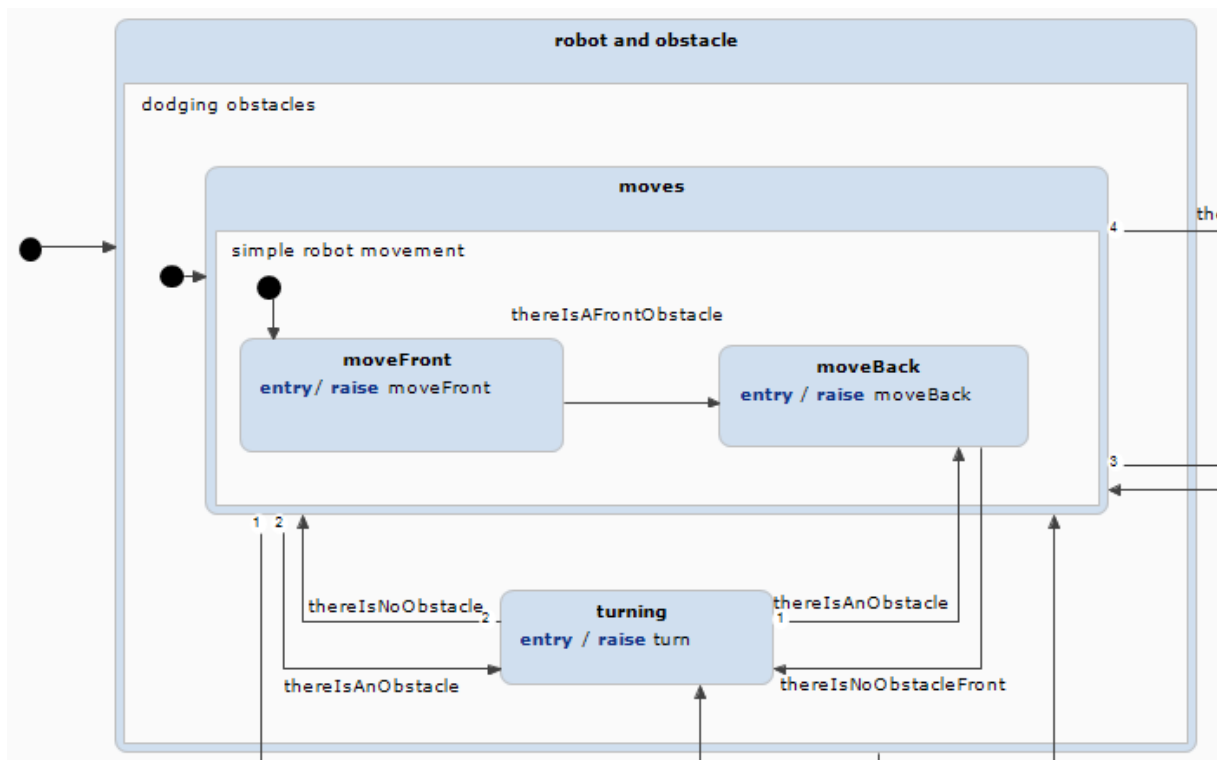 robot and obstacle
dodging obstacles
moves
4
simple robot movement
thereIsAFrontObstacle
moveFront
entry/ raise moveFront
moveBack
entry / raise moveBack
3
1 2
thereIsNoObstacle
2
turning
entry / raise turn
thereIsAnObstacle
1
thereIsAnObstacle
thereIsNoObstacleFront